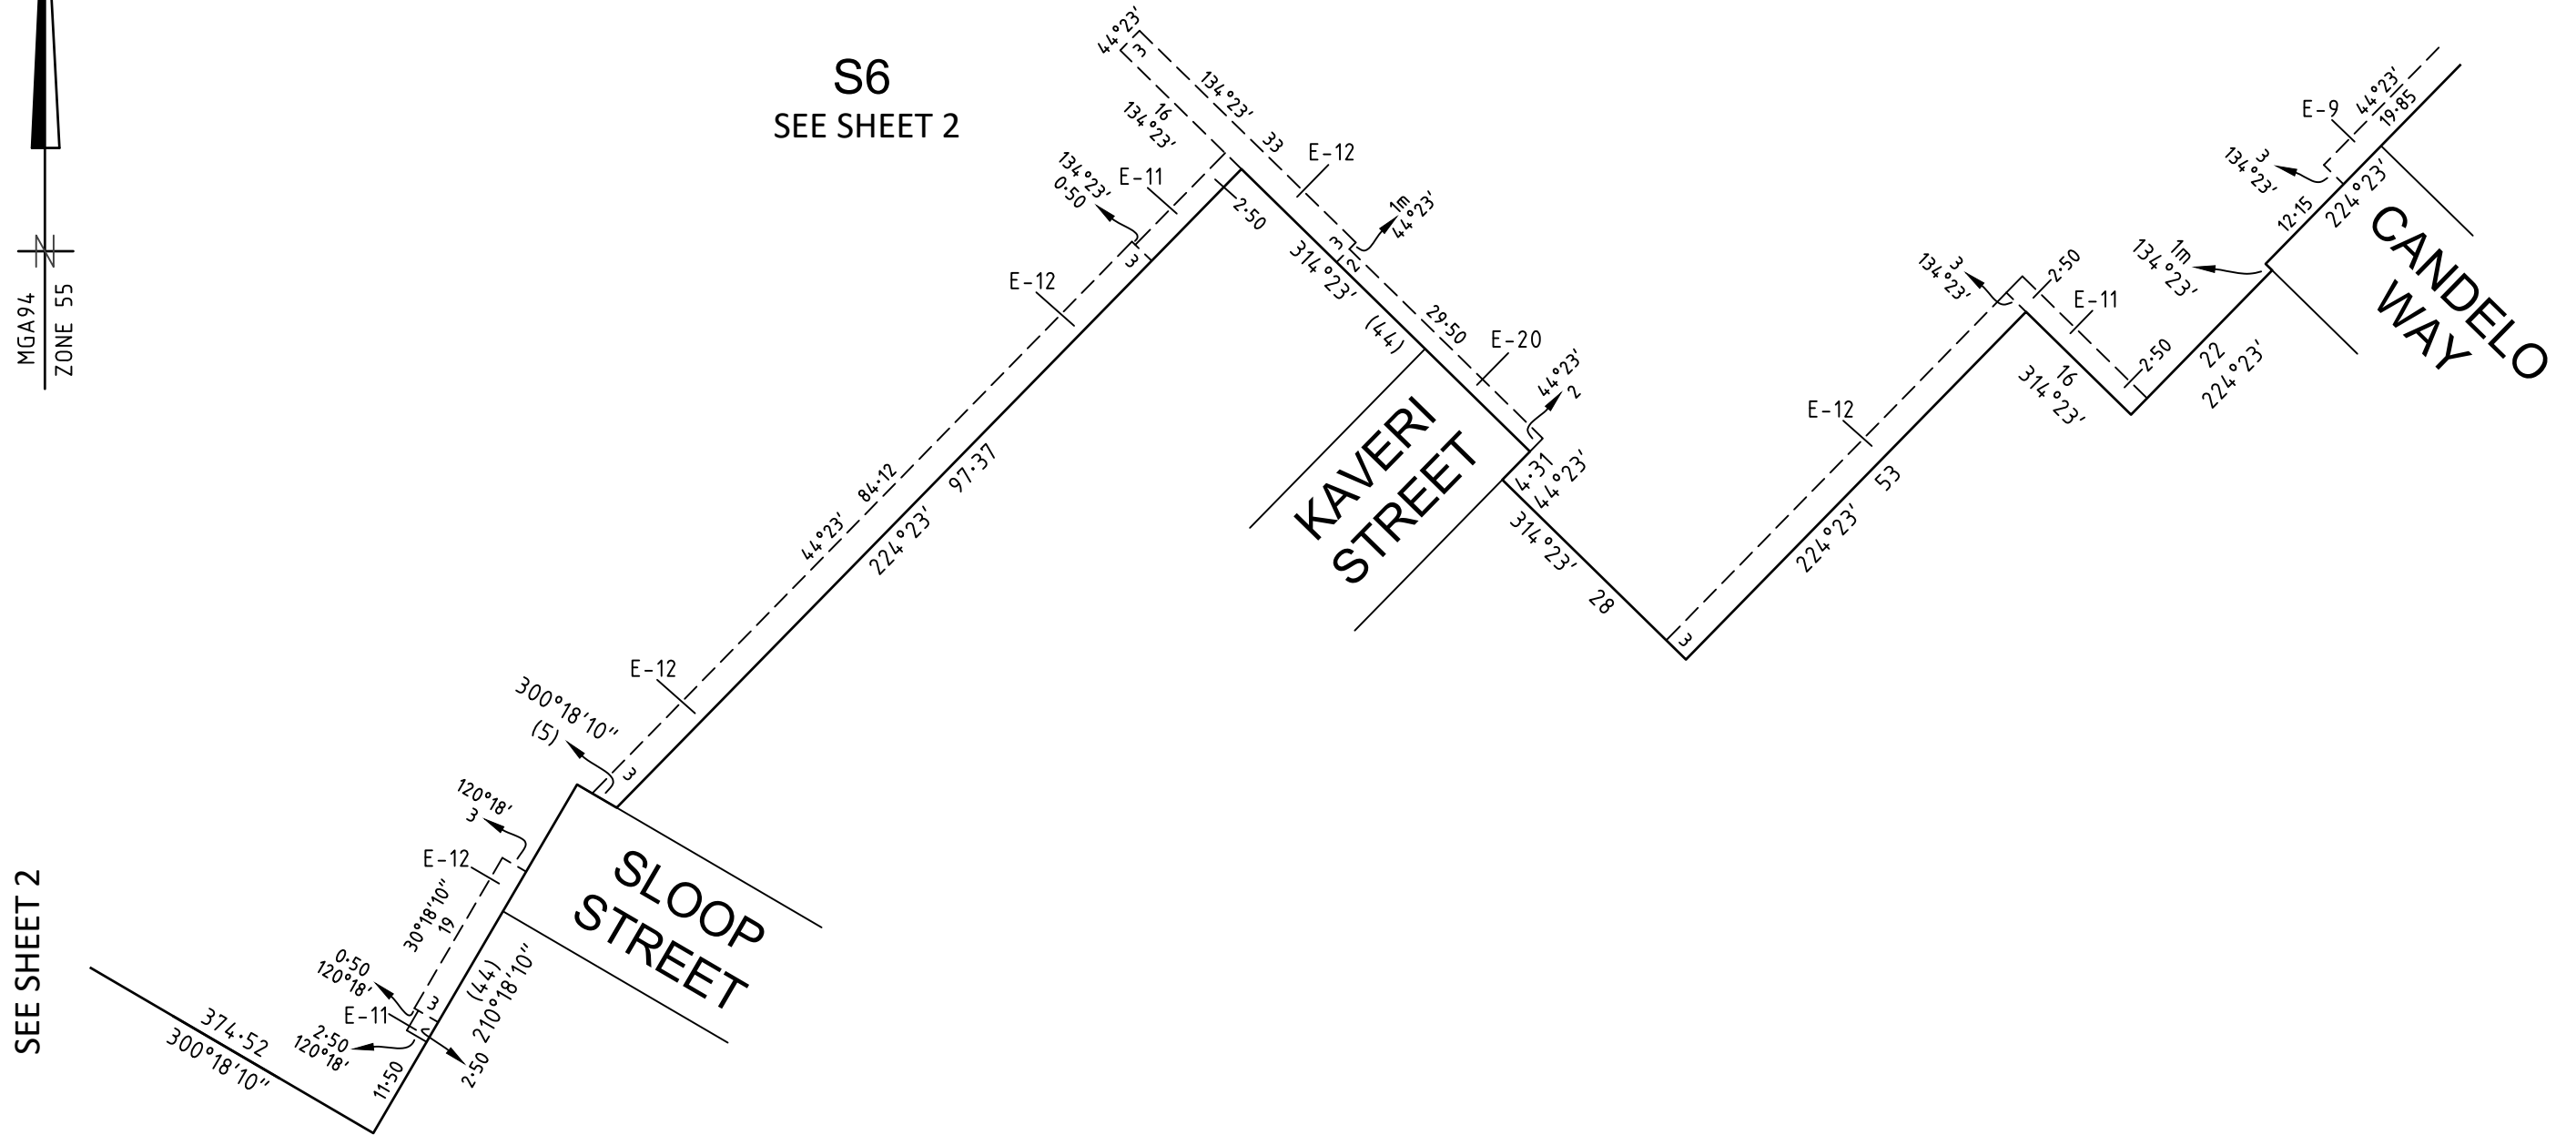 S6
SEE SHEET 2
MGA94
ZONE 55
N
44°23'
3
134°23'
33
16
134°23'
E-12
134°23'
0·50
E-11
2·50
3
1m
44°23'
3
2
314°23'
(44)
29·50
E-20
44°23'
2
4·31
44°23'
KAVERI
STREET
314°23'
28
E-12
84·12
44°23'
97·37
224°23'
E-12
300°18'10"
(5)
3
120°18'
3
E-12
30°18'10"
19
SLOOP
STREET
0·50
120°18'
3
E-11
2
2·50
120°18'
(44)
210°18'10"
2·50
11·50
374·52
300°18'10"
SEE SHEET 2
3
E-12
53
224°23'
3
134°23'
2·50
E-11
2·50
16
314°23'
22
224°23'
1m
134°23'
12·15
224°23'
3
134°23'
E-9
44°23'
19·85
CANDELO
WAY